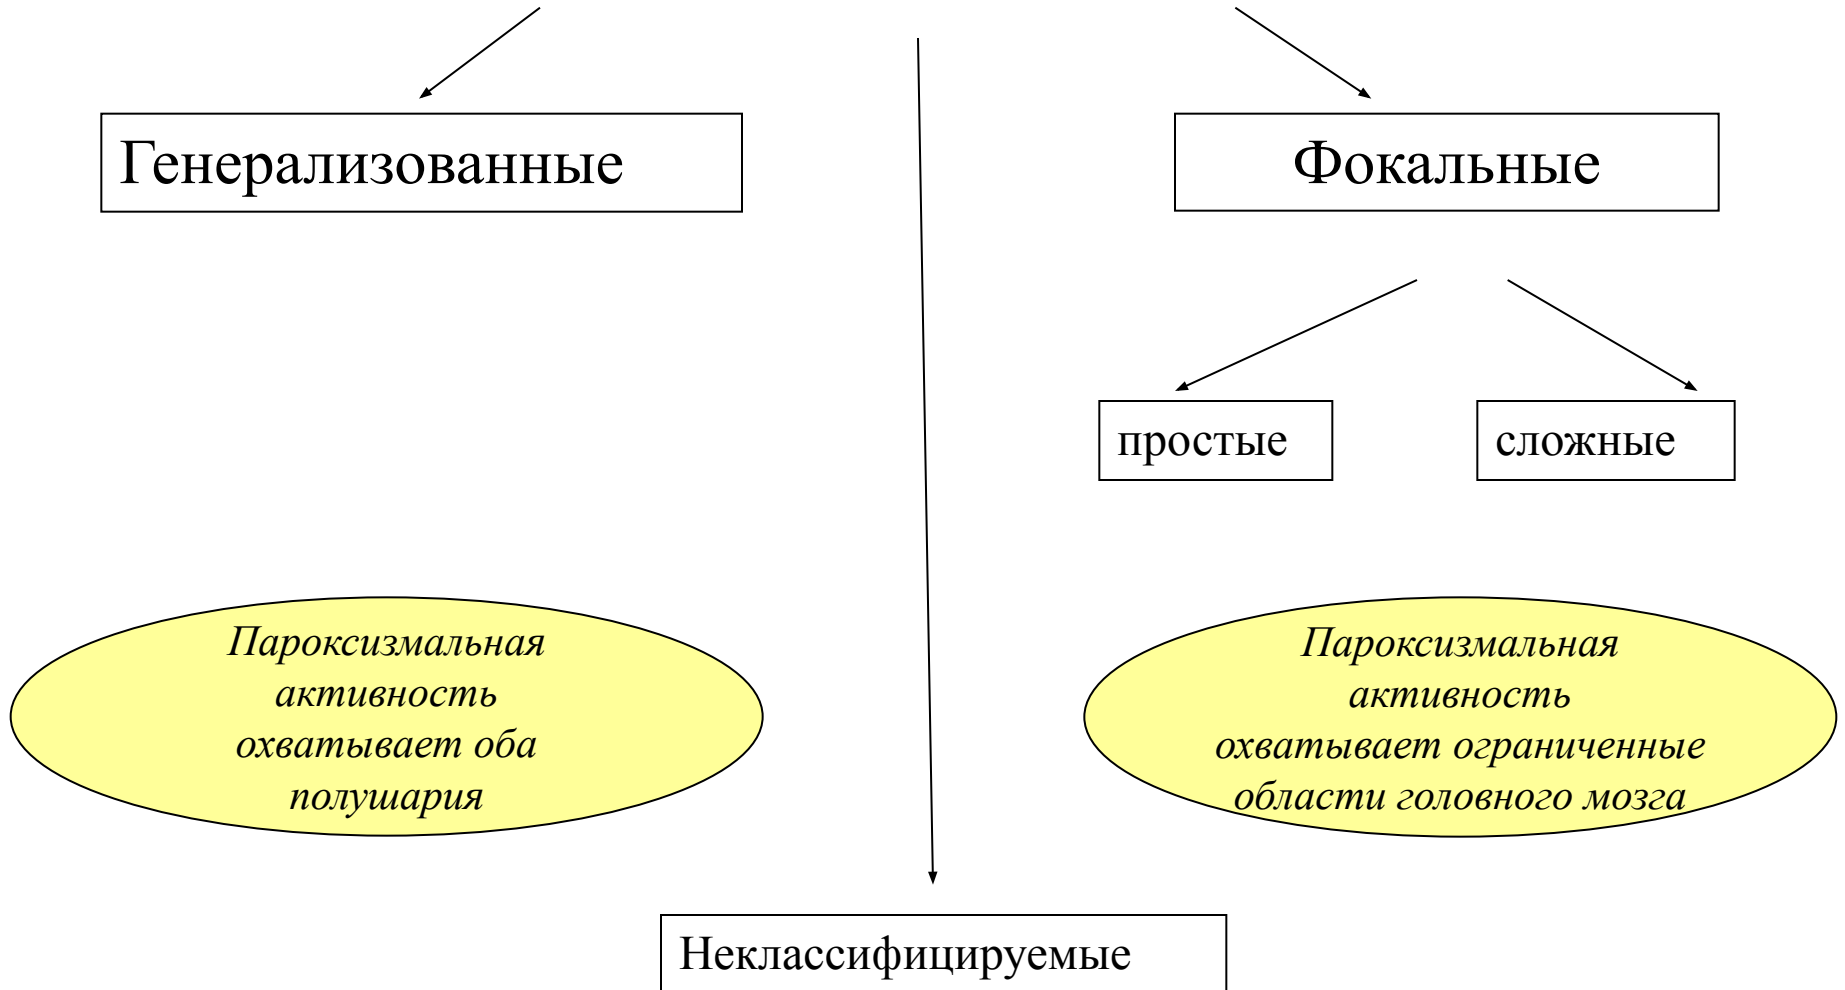 Генерализованные
Фокальные
простые
сложные
Пароксизмальная
активность
охватывает оба
полушария
Пароксизмальная
активность
охватывает ограниченные
области головного мозга
Неклассифицируемые